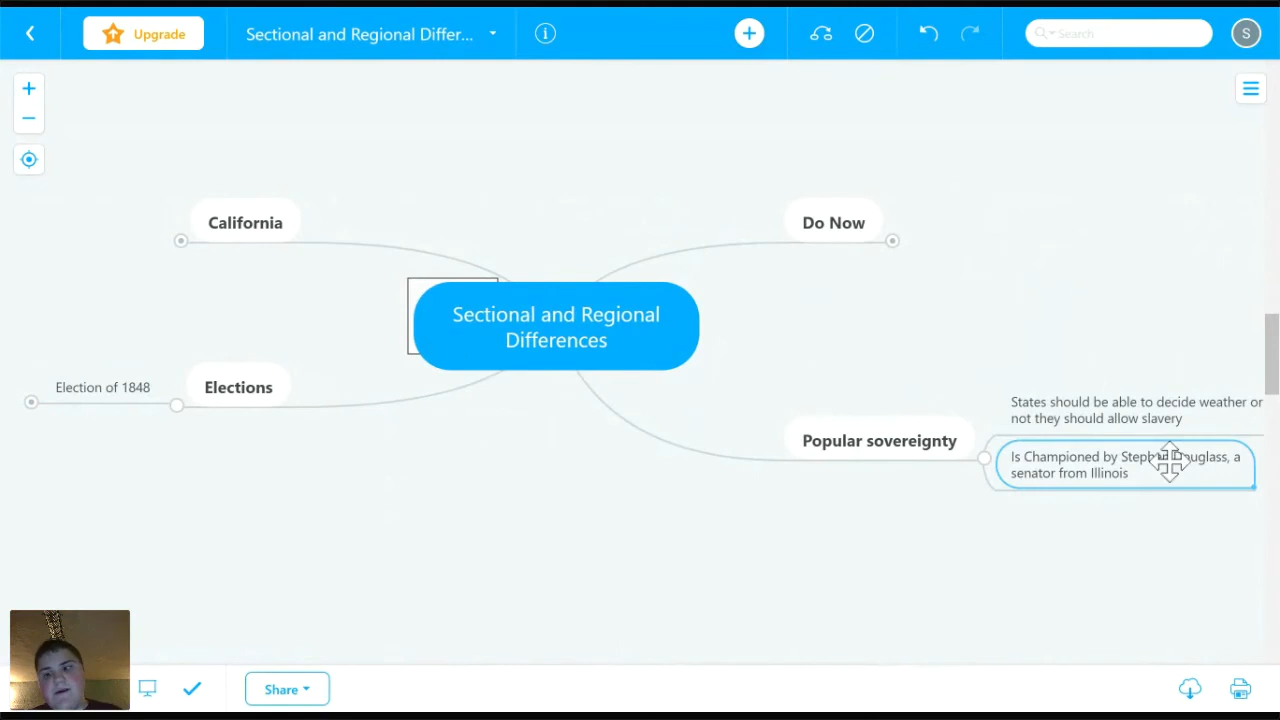 Upgrade
Sectional and Regional Differ...
Search
S
California
Do Now
Sectional and Regional
Differences
Election of 1848
Elections
Popular sovereignty
States should be able to decide weather or
not they should allow slavery
Is Championed by Stephen Douglass, a
senator from Illinois
Share